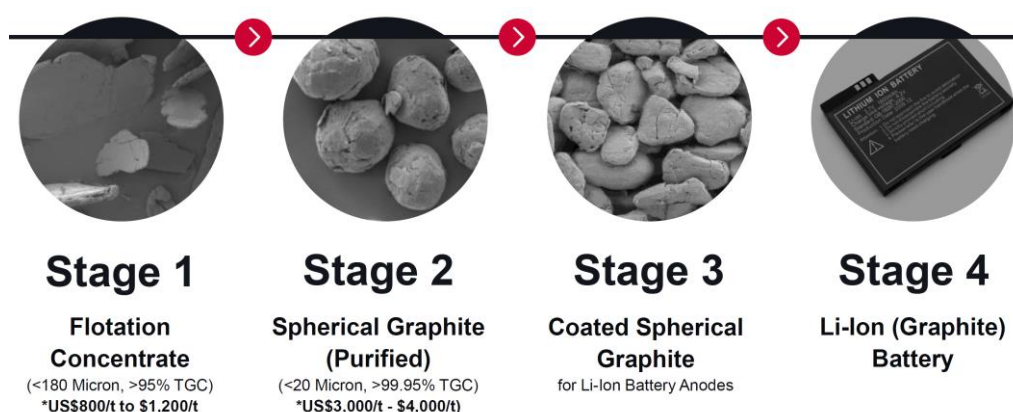 LITHIUM ION BATTERY
Stage 1
Flotation
Concentrate
(<180 Micron, >95% TGC)
*US$800/t to $1,200/t
Stage 2
Spherical Graphite
(Purified)
(<20 Micron, >99.95% TGC)
*US$3,000/t - $4,000/t)
Stage 3
Coated Spherical
Graphite
for Li-Ion Battery Anodes
Stage 4
Li-Ion (Graphite)
Battery